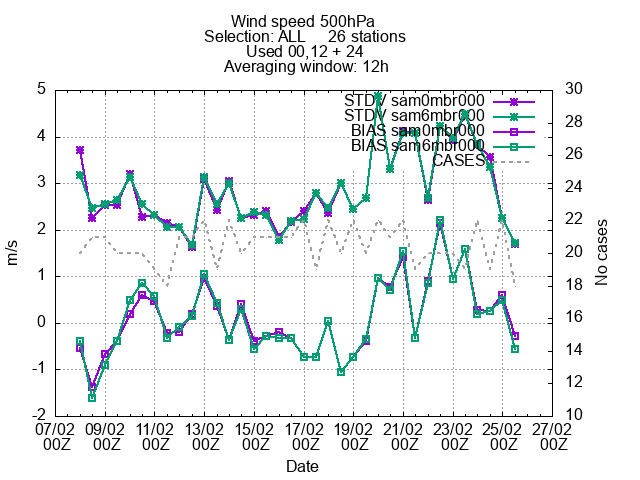 Wind speed 500hPa
Selection: ALL 26 stations
Used 00,12 + 24
Averaging window: 12h
STDV sam0mbr000
STDV sam6mbr000
BIAS sam0mbr000
BIAS sam6mbr000
CASES
5
4
3
2
1
0
-1
-2
m/s
30
28
26
24
22
20
18
16
14
12
10
No cases
07/02 09/02 11/02 13/02 15/02 17/02 19/02 21/02 23/02 25/02 27/02
00Z 00Z 00Z 00Z 00Z 00Z 00Z 00Z 00Z 00Z 00Z
Date